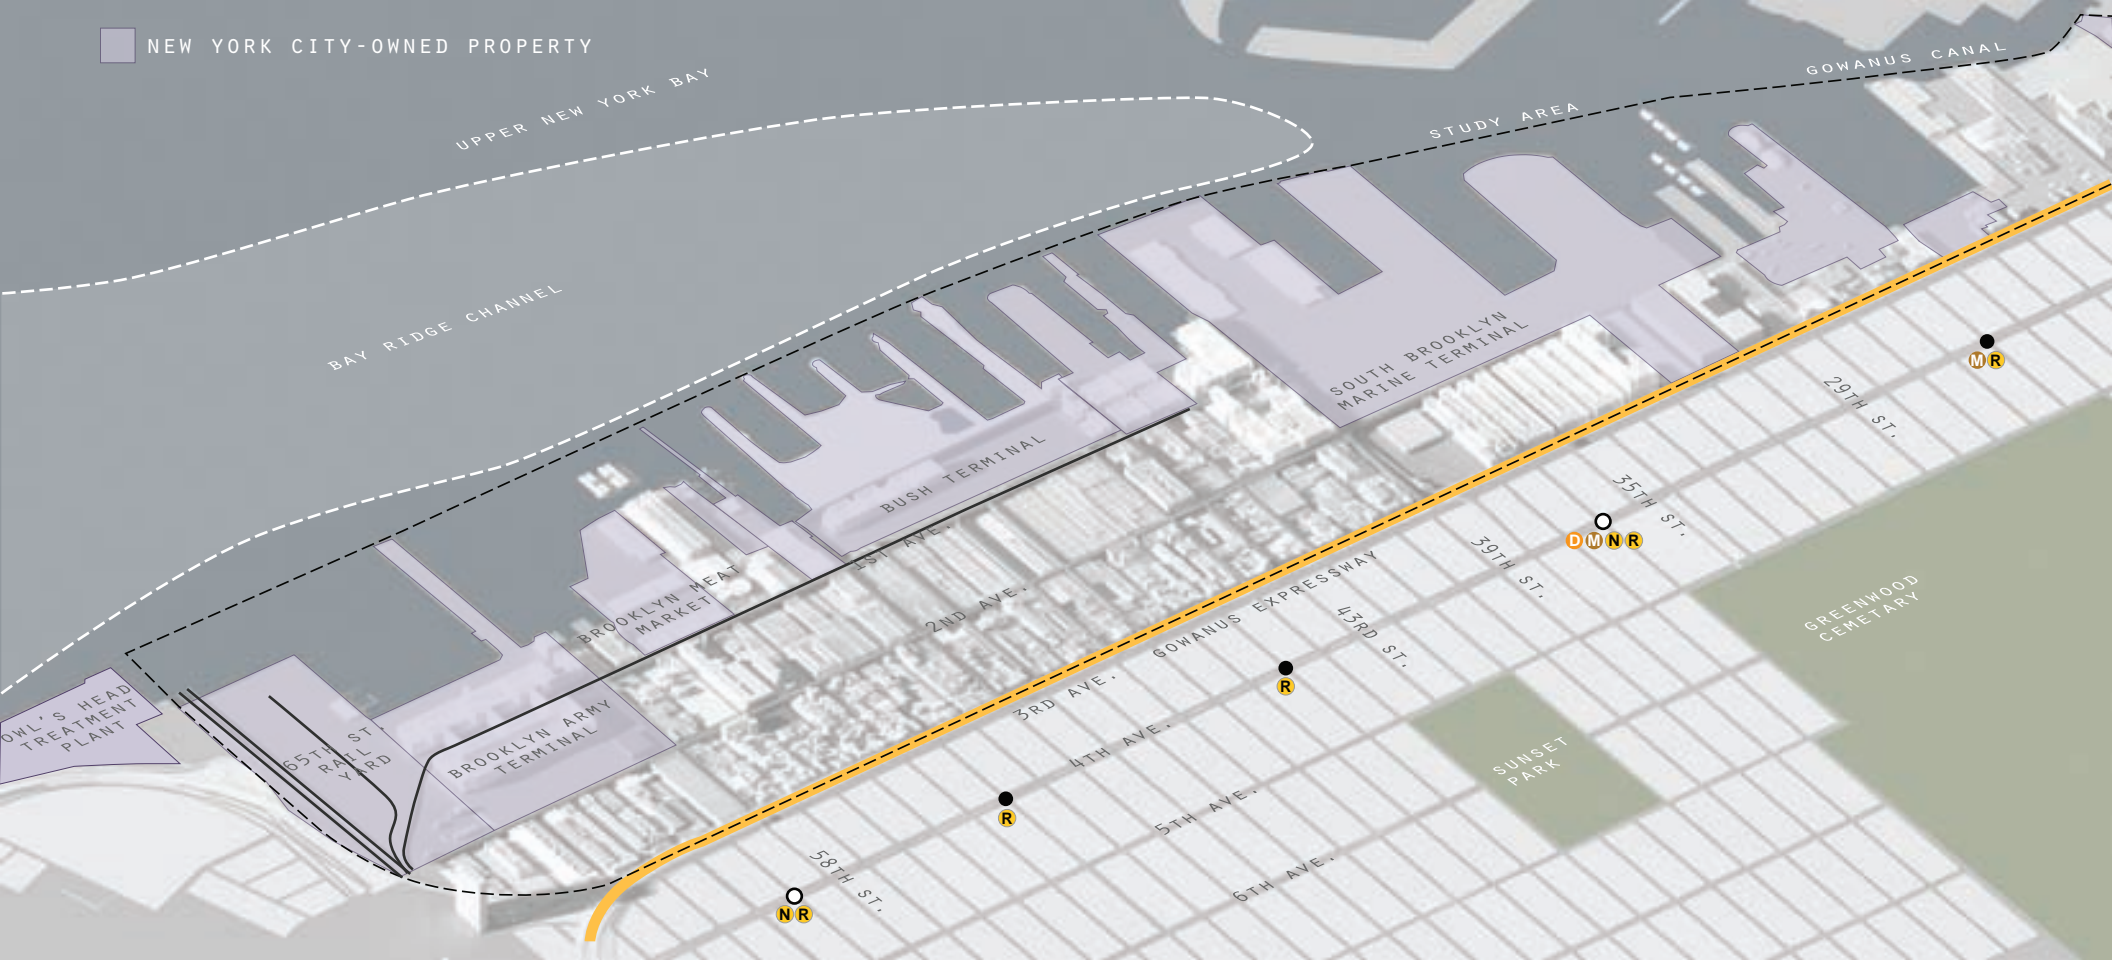 NEW YORK CITY-OWNED PROPERTY
UPPER NEW YORK BAY
GOWANUS CANAL
STUDY AREA
BAY RIDGE CHANNEL
SOUTH BROOKLYN
MARINE TERMINAL
M R
29TH ST.
BUSH TERMINAL
35TH ST.
D M N R
39TH ST.
1ST AVE.
BROOKLYN MEAT
MARKET
2ND AVE.
GOWANUS EXPRESSWAY
43RD ST.
GREENWOOD
CEMETARY
OWL'S HEAD
TREATMENT
PLANT
65TH ST.
RAIL
YARD
BROOKLYN ARMY
TERMINAL
3RD AVE.
R
4TH AVE.
SUNSET
PARK
R
5TH AVE.
58TH ST.
6TH AVE.
N R